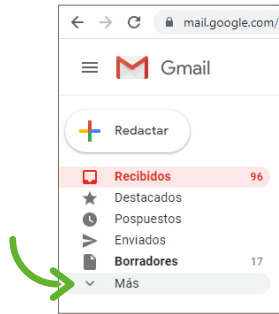 mail.google.com/
Gmail
Redactar
Recibidos 96
Destacados
Pospuestos
Enviados
Borradores 17
Más